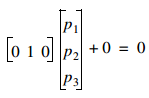 [0 1 0] [p₁ p₂ p₃] + 0 = 0